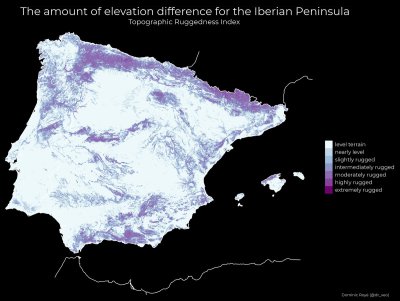 The amount of elevation difference for the Iberian Peninsula
Topographic Ruggedness Index
level terrain
nearly level
slightly rugged
intermediately rugged
moderately rugged
highly rugged
extremely rugged
Dominic Royé (@dr_xeo)